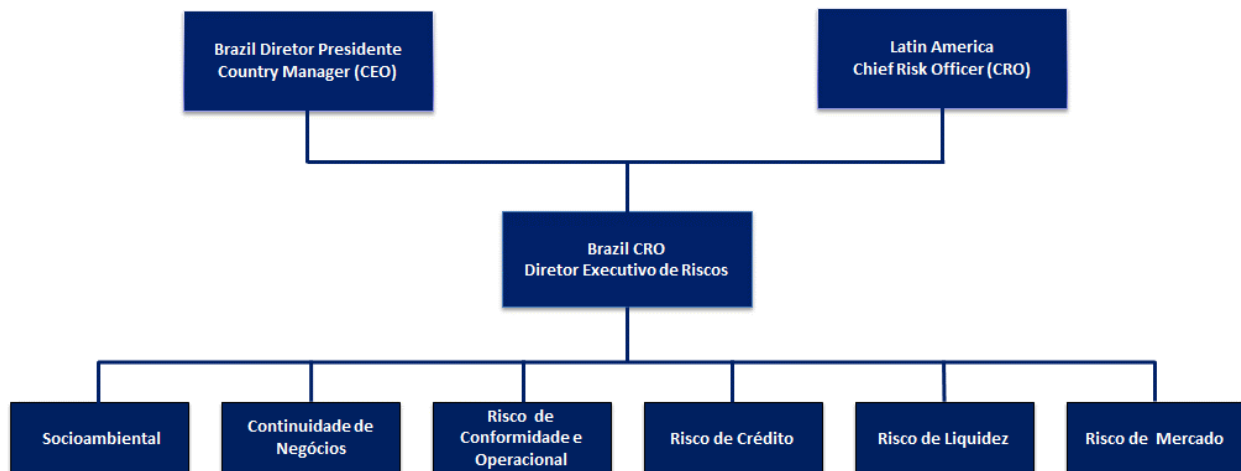 Brazil Diretor Presidente
Country Manager (CEO)
Latin America
Chief Risk Officer (CRO)
Brazil CRO
Diretor Executivo de Riscos
Socioambiental
Continuidade de
Negócios
Risco de
Conformidade e
Operacional
Risco de Crédito
Risco de Liquidez
Risco de Mercado